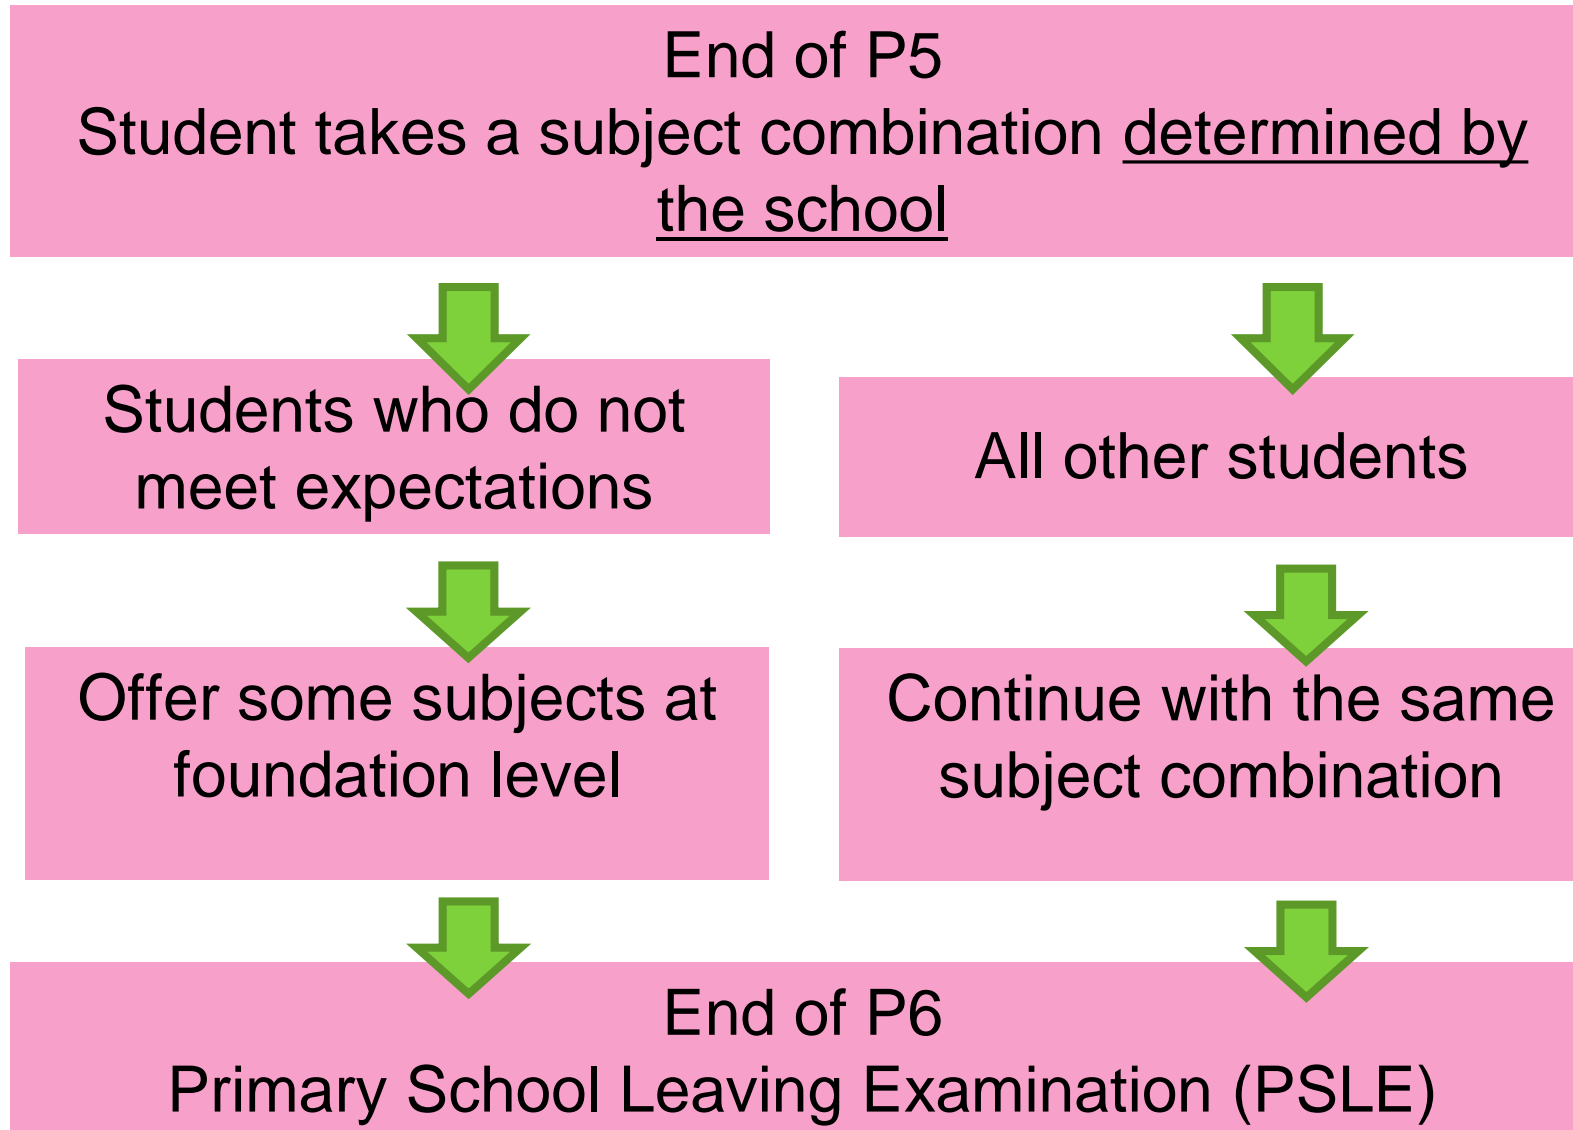 End of P5
Student takes a subject combination determined by
the school
Students who do not
meet expectations
All other students
Offer some subjects at
foundation level
Continue with the same
subject combination
End of P6
Primary School Leaving Examination (PSLE)